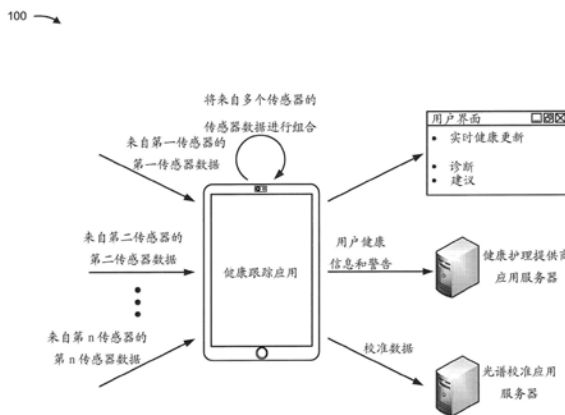 100
将来自多个传感器的
传感器数据进行组合
来自第一传感器的
第一传感器数据
来自第二传感器的
第二传感器数据
来自第 n 传感器的
第 n 传感器数据
健康跟踪应用
用户界面
• 实时健康更新
• 诊断
• 建议
用户健康
信息和警告
健康护理提供商
应用服务器
校准数据
光谱校准应用
服务器